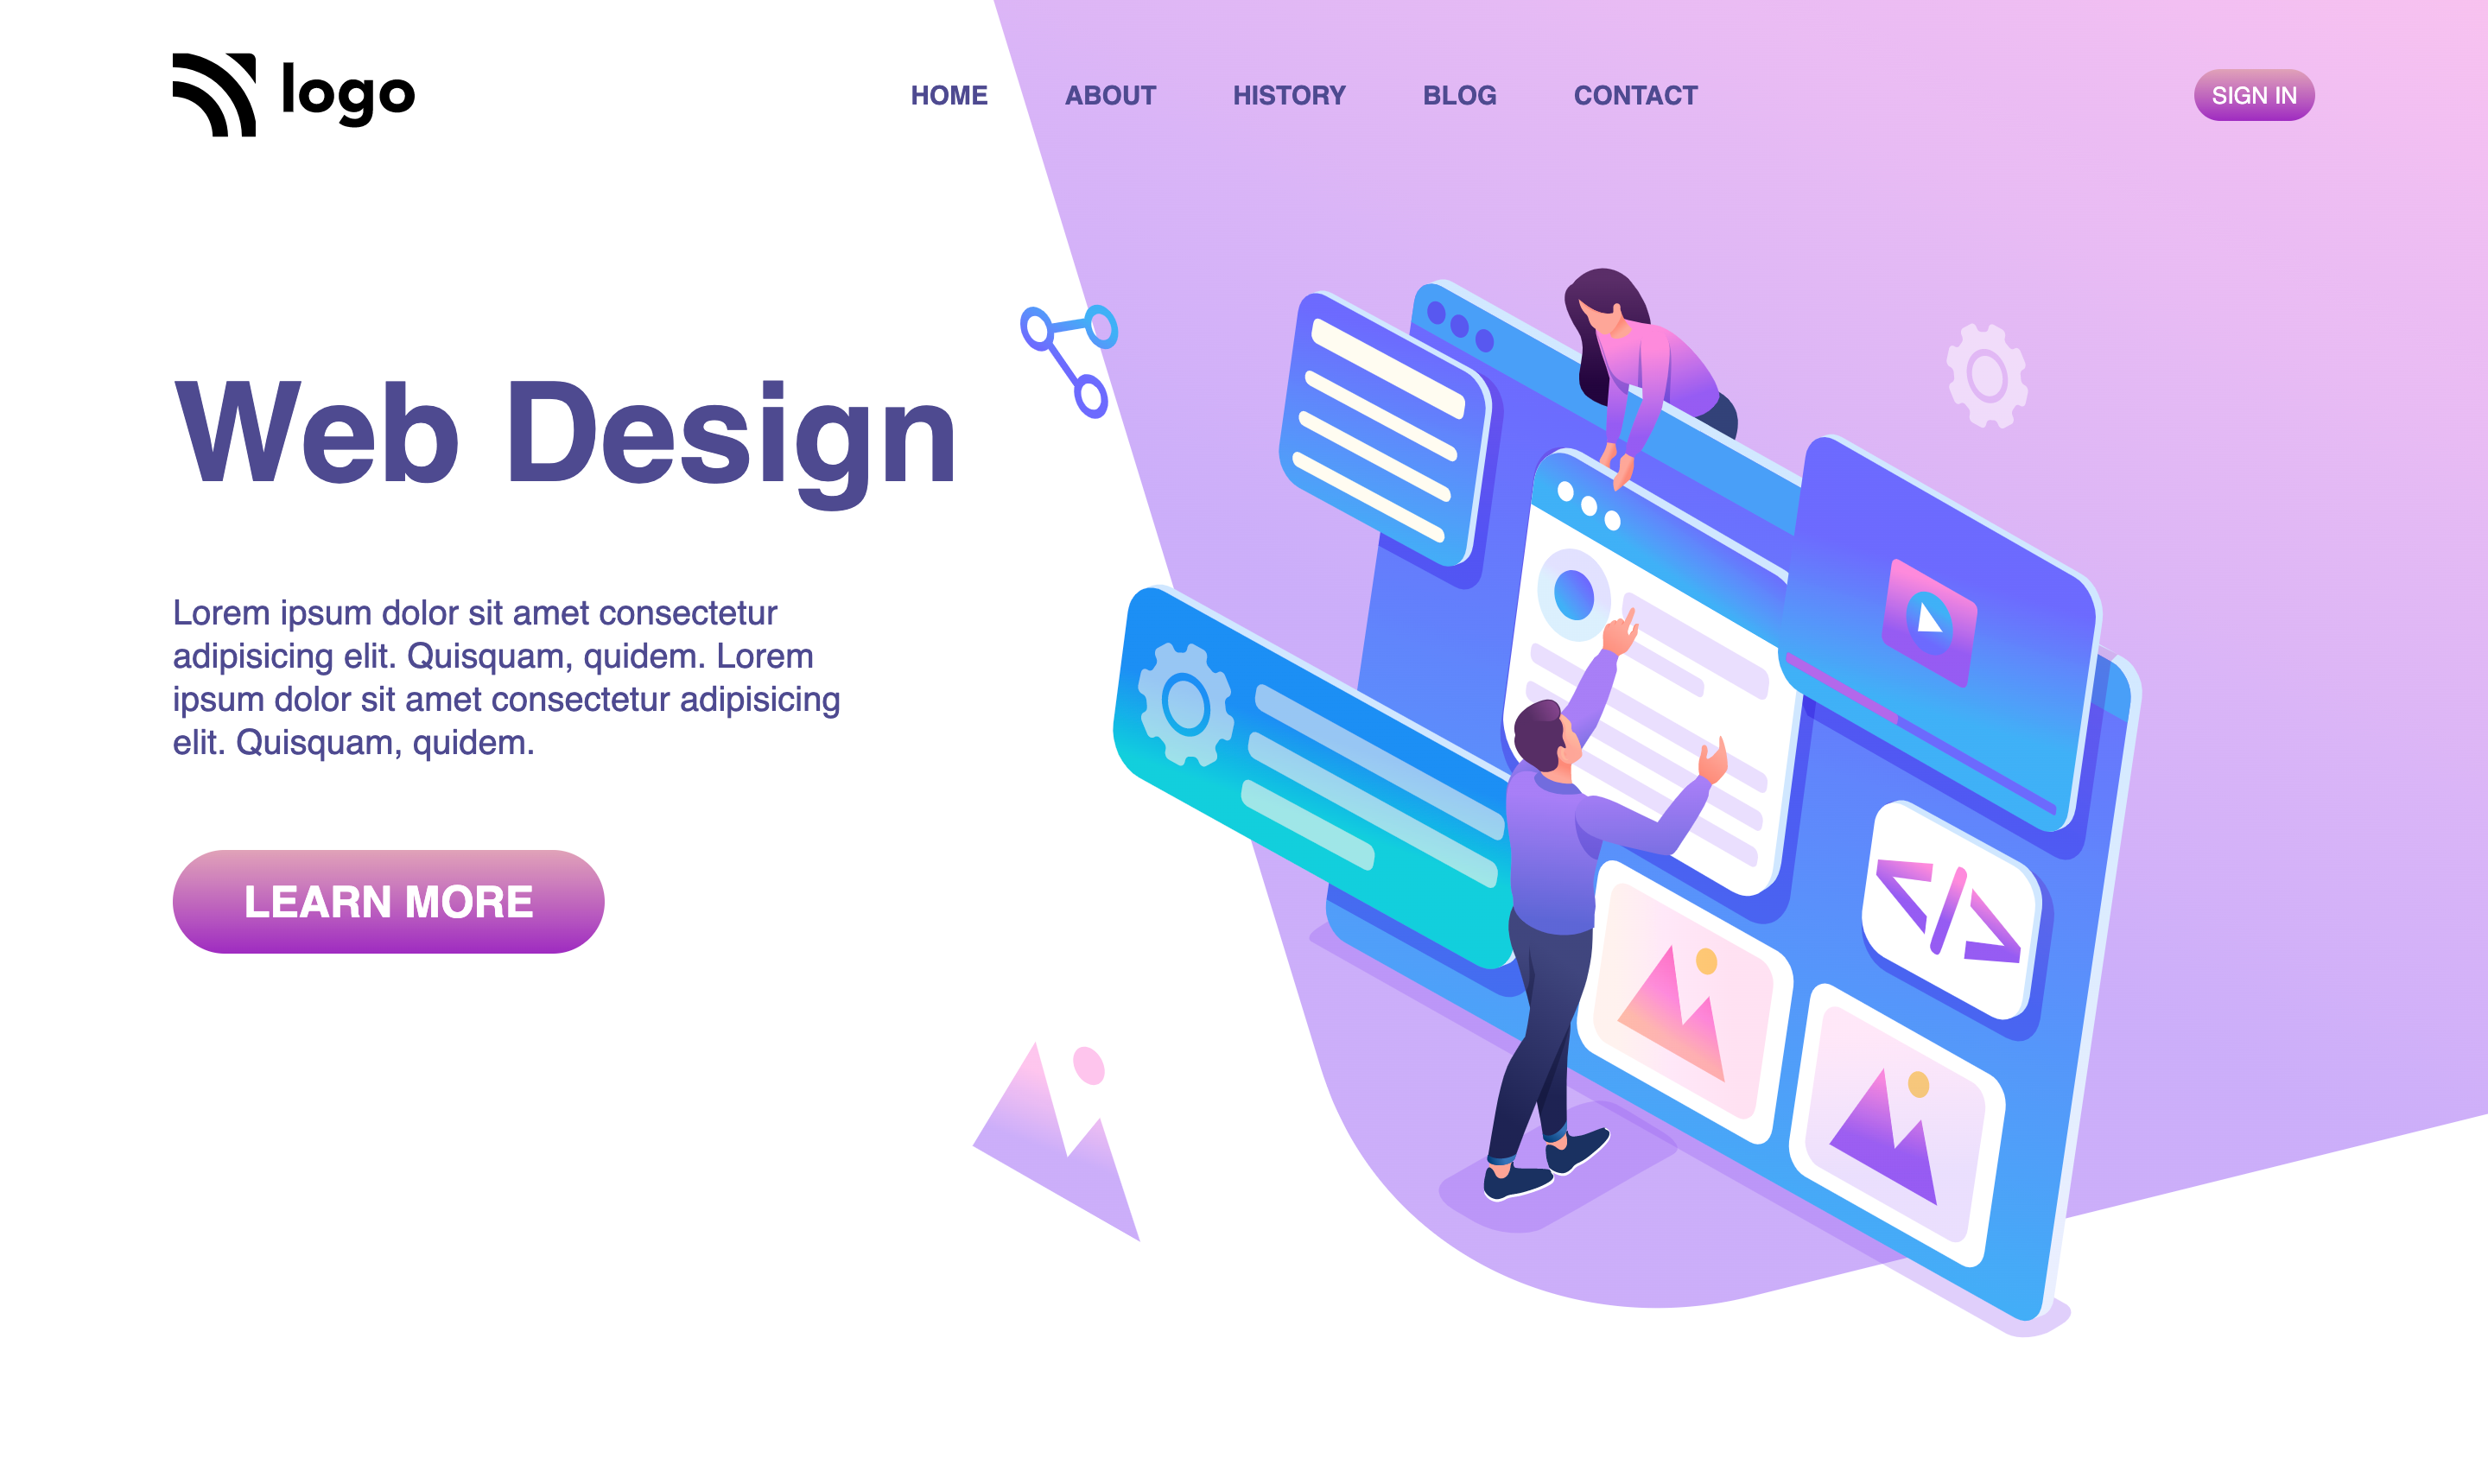 logo
HOME ABOUT HISTORY BLOG CONTACT SIGN IN
Web Design
Lorem ipsum dolor sit amet consectetur
adipisicing elit. Quisquam, quidem. Lorem
ipsum dolor sit amet consectetur adipisicing
elit. Quisquam, quidem.
LEARN MORE
</>